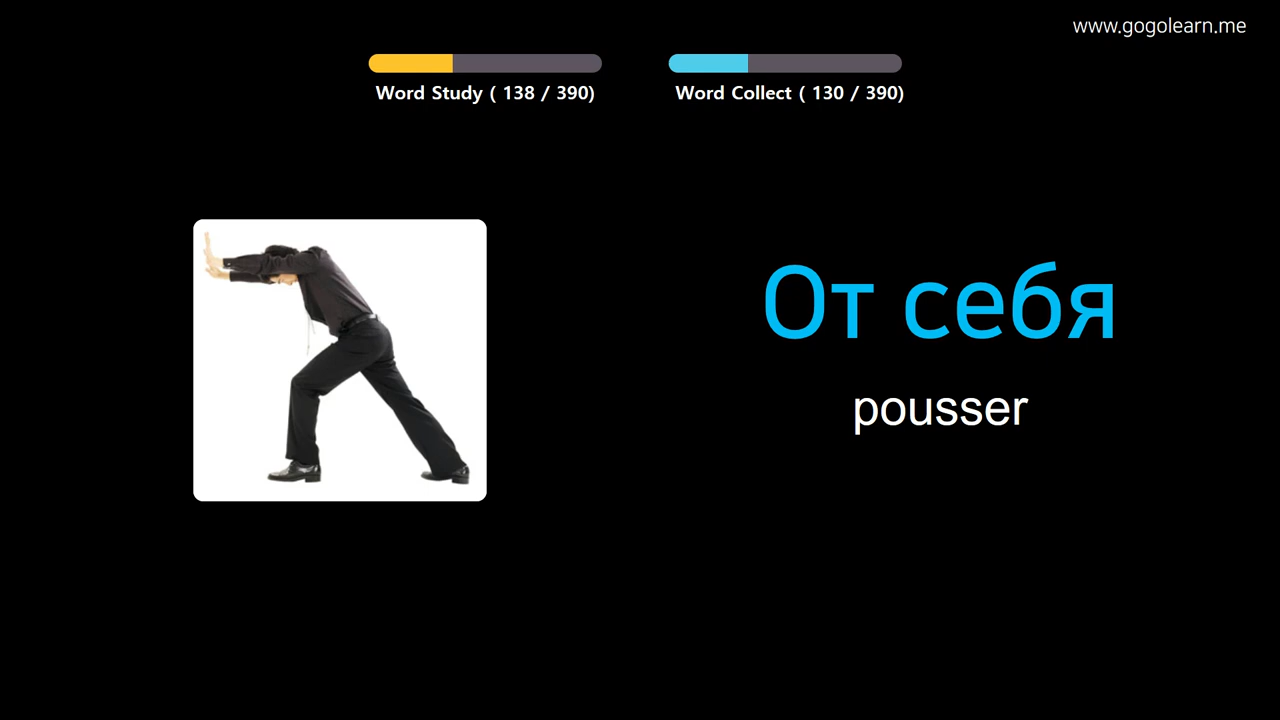 www.gogolearn.me
Word Study ( 138 / 390)
Word Collect ( 130 / 390)
От себя
pousser